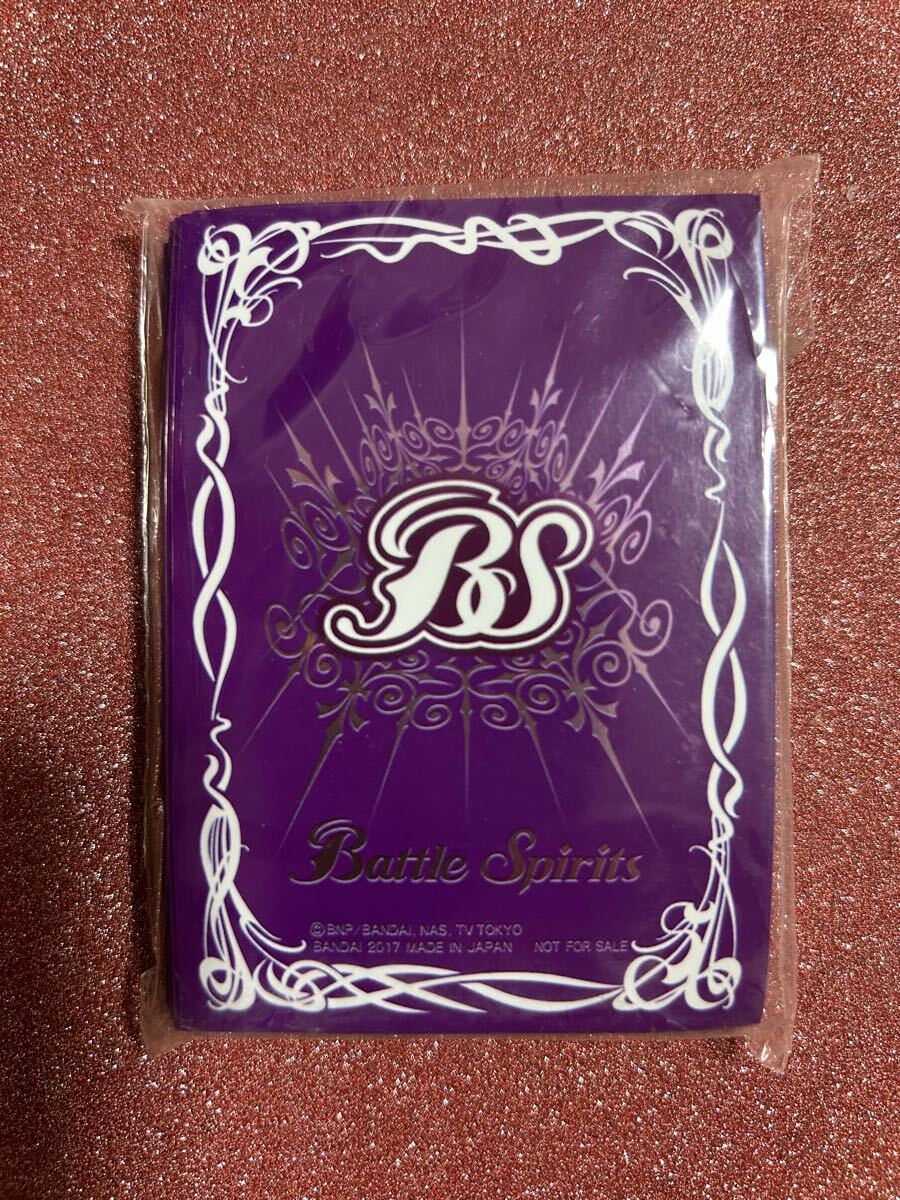 BS
Battle Spirits
©BNP/BANDAI, NAS, TV TOKYO
BANDAI 2017 MADE IN JAPAN NOT FOR SALE